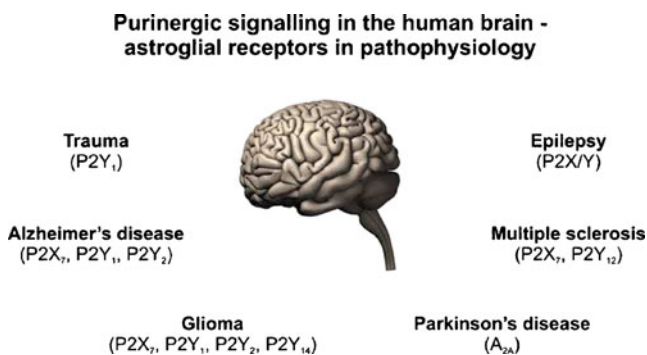 Purinergic signalling in the human brain -
astroglial receptors in pathophysiology
Trauma
(P2Y₁)
Epilepsy
(P2X/Y)
Alzheimer's disease
(P2X₇, P2Y₁, P2Y₂)
Multiple sclerosis
(P2X₇, P2Y₁₂)
Glioma
(P2X₇, P2Y₁, P2Y₂, P2Y₁₄)
Parkinson's disease
(A₂ₐ)